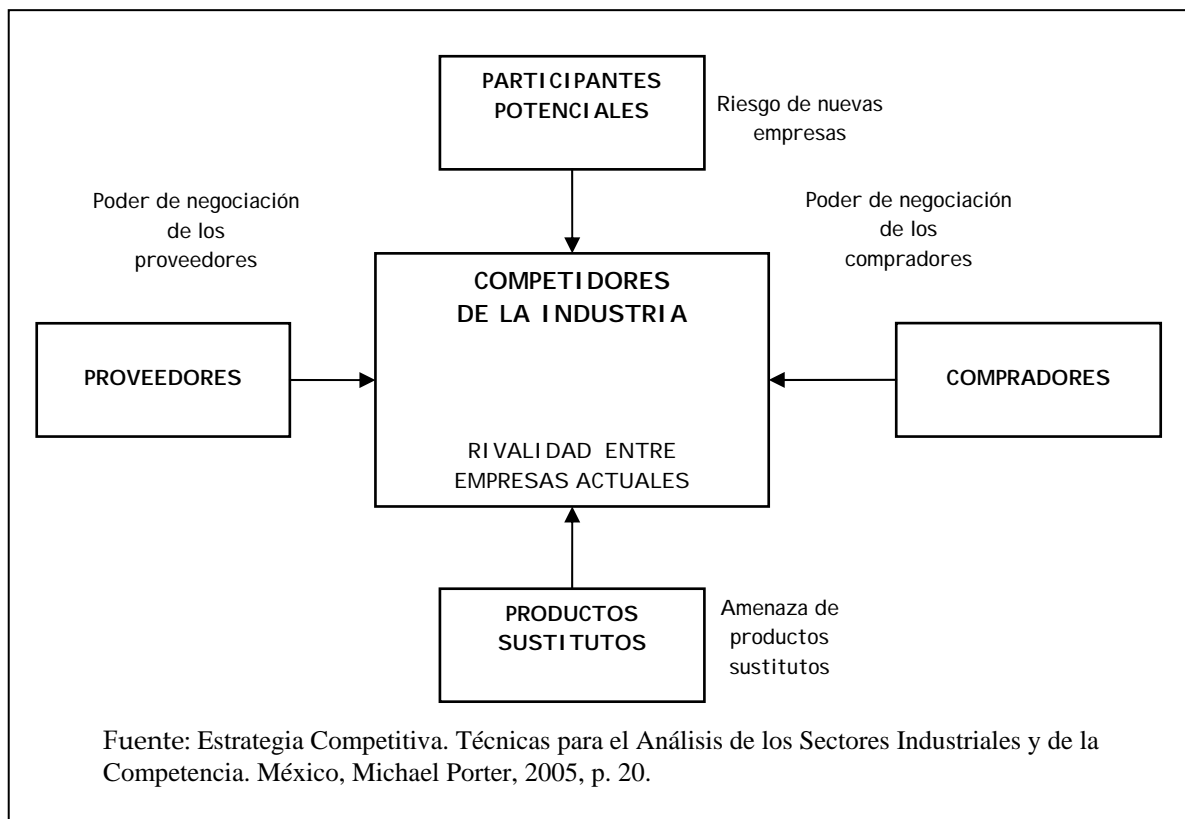 PARTICIPANTES
POTENCIALES
Riesgo de nuevas
empresas
Poder de negociación
de los
proveedores
Poder de negociación
de los
compradores
COMPETIDORES
DE LA INDUSTRIA
PROVEEDORES
COMPRADORES
RIVALIDAD ENTRE
EMPRESAS ACTUALES
PRODUCTOS
SUSTITUTOS
Amenaza de
productos
sustitutos
Fuente: Estrategia Competitiva. Técnicas para el Análisis de los Sectores Industriales y de la
Competencia. México, Michael Porter, 2005, p. 20.